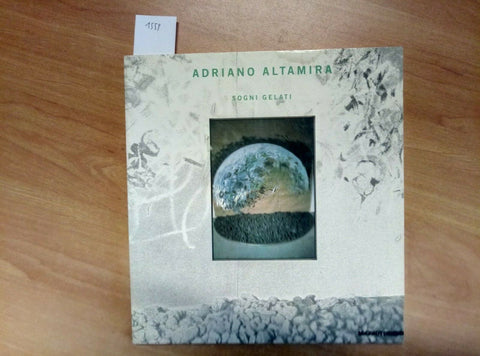 1559
ADRIANO ALTAMIRA
SOGNI GELATI